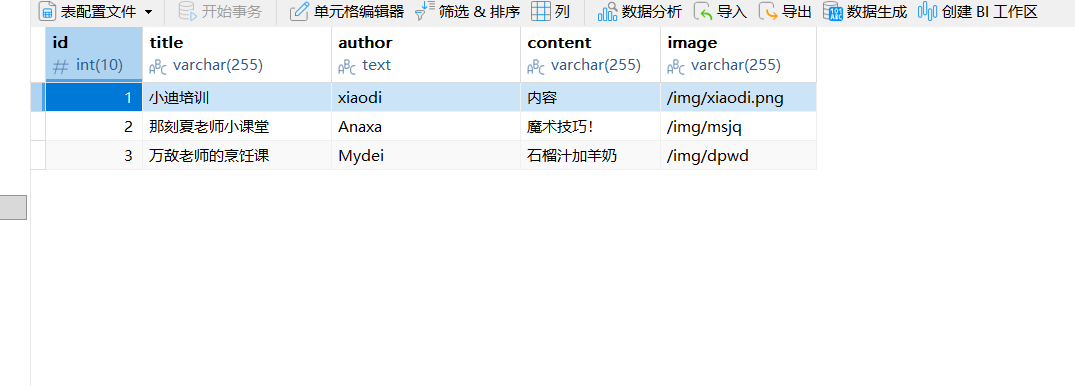 表配置文件 开始事务 单元格编辑器 筛选 & 排序 列 数据分析 导入 导出 数据生成 创建 BI 工作区
id title author content image
# int(10) ABC varchar(255) ABC text ABC varchar(255) ABC varchar(255)
1 小迪培训 xiaodi 内容 /img/xiaodi.png
2 那刻夏老师小课堂 Anaxa 魔术技巧！ /img/msjq
3 万敌老师的烹饪课 Mydei 石榴汁加羊奶 /img/dpwd